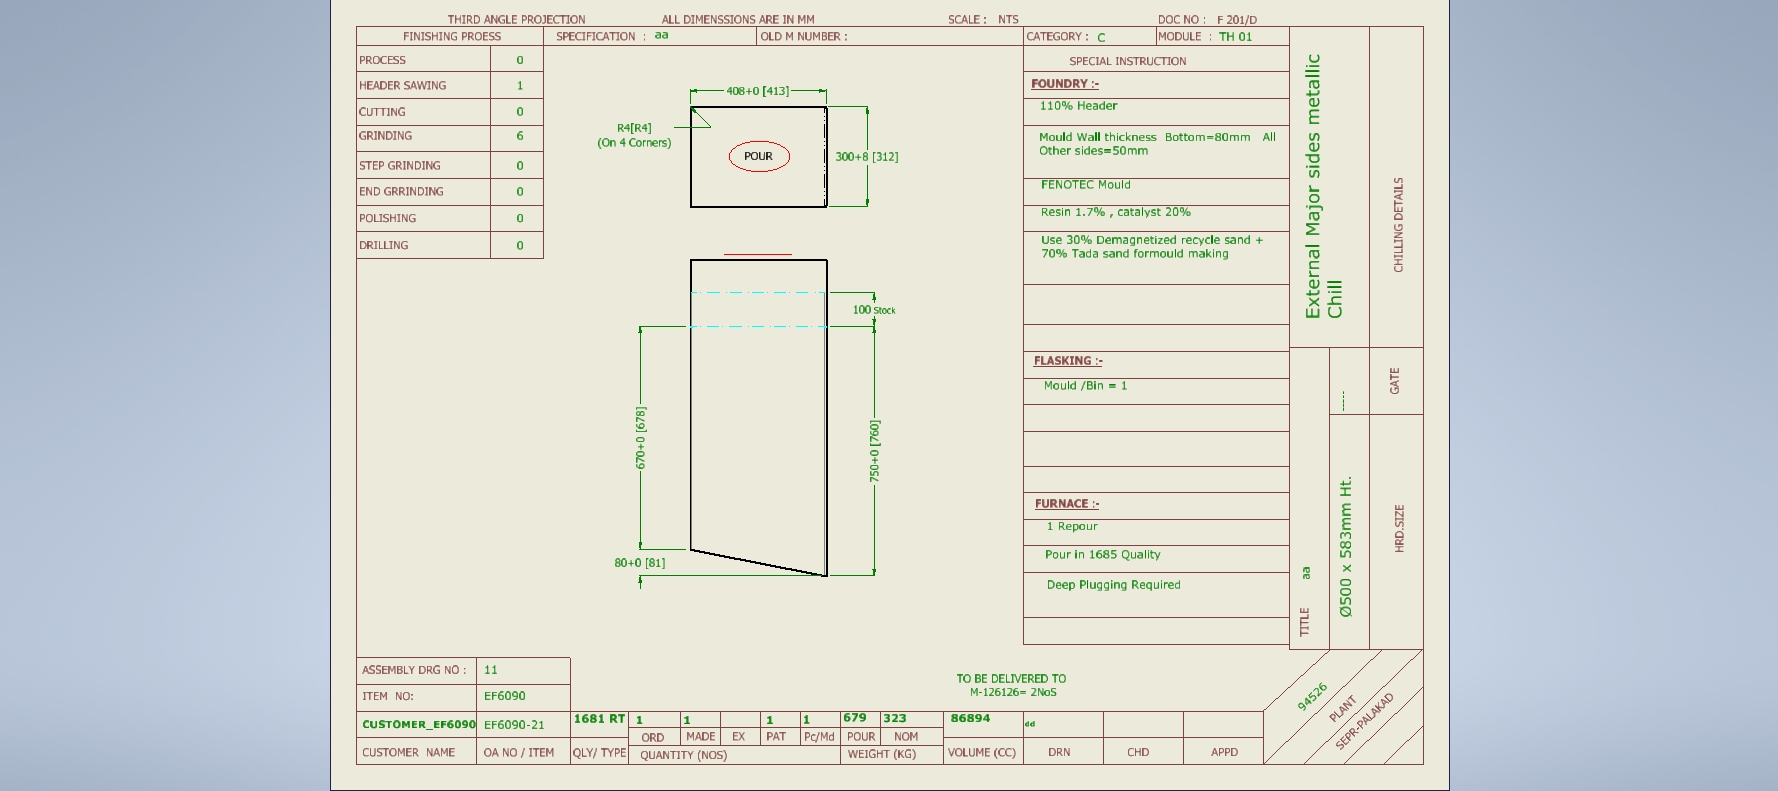 THIRD ANGLE PROJECTION ALL DIMENSSIONS ARE IN MM SCALE : NTS DOC NO : F 201/D
FINISHING PROESS SPECIFICATION : aa OLD M NUMBER : CATEGORY : C MODULE : TH 01
PROCESS 0
HEADER SAWING 1
CUTTING 0
GRINDING 6
STEP GRINDING 0
END GRRINDING 0
POLISHING 0
DRILLING 0
408+0 [413]
R4[R4]
(On 4 Corners)
POUR
300+8 [312]
100 Stock
670+0 [678]
750+0 [760]
80+0 [81]
SPECIAL INSTRUCTION
FOUNDRY :-
110% Header
Mould Wall thickness Bottom=80mm All
Other sides=50mm
FENOTEC Mould
Resin 1.7% , catalyst 20%
Use 30% Demagnetized recycle sand +
70% Tada sand formould making
FLASKING :-
Mould /Bin = 1
FURNACE :-
1 Repour
Pour in 1685 Quality
Deep Plugging Required
External Major sides metallic
Chill
CHILLING DETAILS
-----
GATE
TITLE aa
Ø500 x 583mm Ht.
HRD.SIZE
ASSEMBLY DRG NO : 11
ITEM NO: EF6090
TO BE DELIVERED TO
M-126126= 2NoS
CUSTOMER_EF6090 EF6090-21 1681 RT 1 1 1 1 679 323 86894 dd
ORD MADE EX PAT Pc/Md POUR NOM
CUSTOMER NAME OA NO / ITEM QLY/ TYPE QUANTITY (NOS) WEIGHT (KG) VOLUME (CC) DRN CHD APPD
94526
PLANT
SEPR-PALAKAD